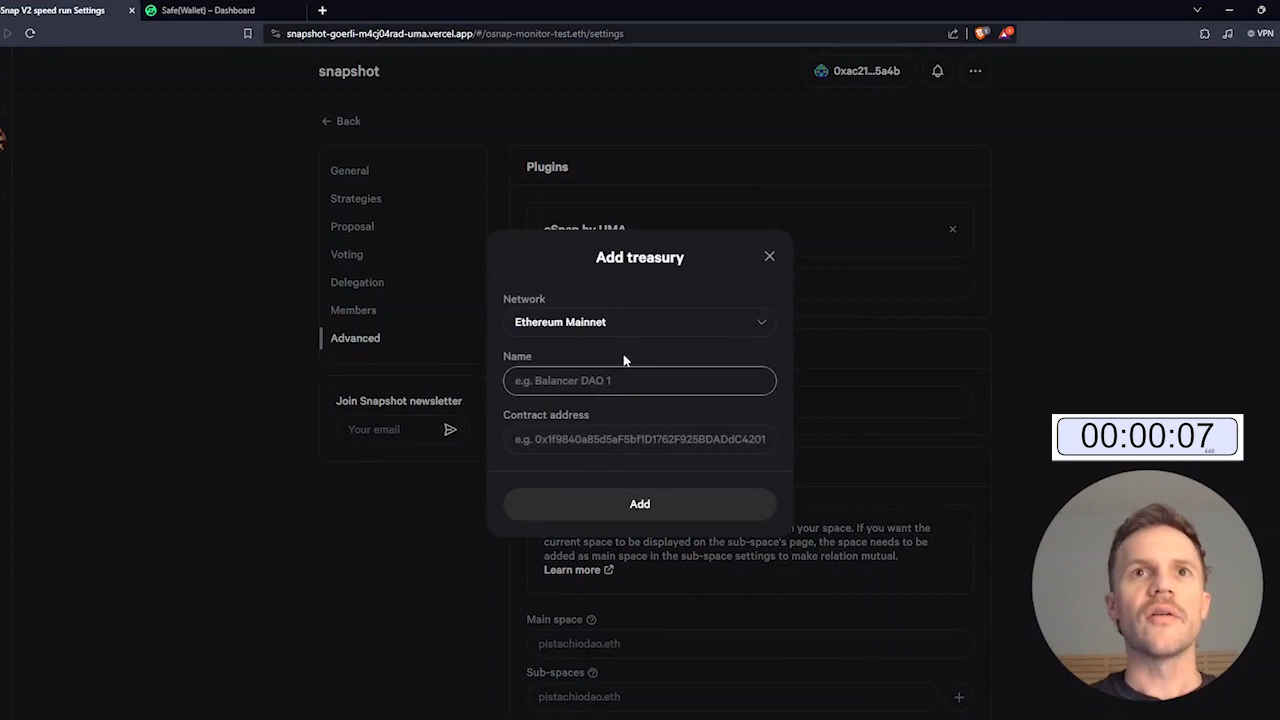 Snap V2 speed run Settings
Safe{Wallet} – Dashboard
snapshot-goerli-m4cj04rad-uma.vercel.app/#/osnap-monitor-test.eth/settings
VPN
snapshot
0xac21...5a4b
Back
General
Strategies
Proposal
Voting
Delegation
Members
Advanced
Join Snapshot newsletter
Your email
Plugins
oSnap by UMA
Add treasury
Network
Ethereum Mainnet
Name
e.g. Balancer DAO 1
Contract address
e.g. 0x1f9840a85d5aF5bf1D1762F925BDADdC4201
Add
your space. If you want the
current space to be displayed on the sub-space's page, the space needs to be
added as main space in the sub-space settings to make relation mutual.
Learn more
Main space
pistachiodao.eth
Sub-spaces
pistachiodao.eth
00:00:07
446